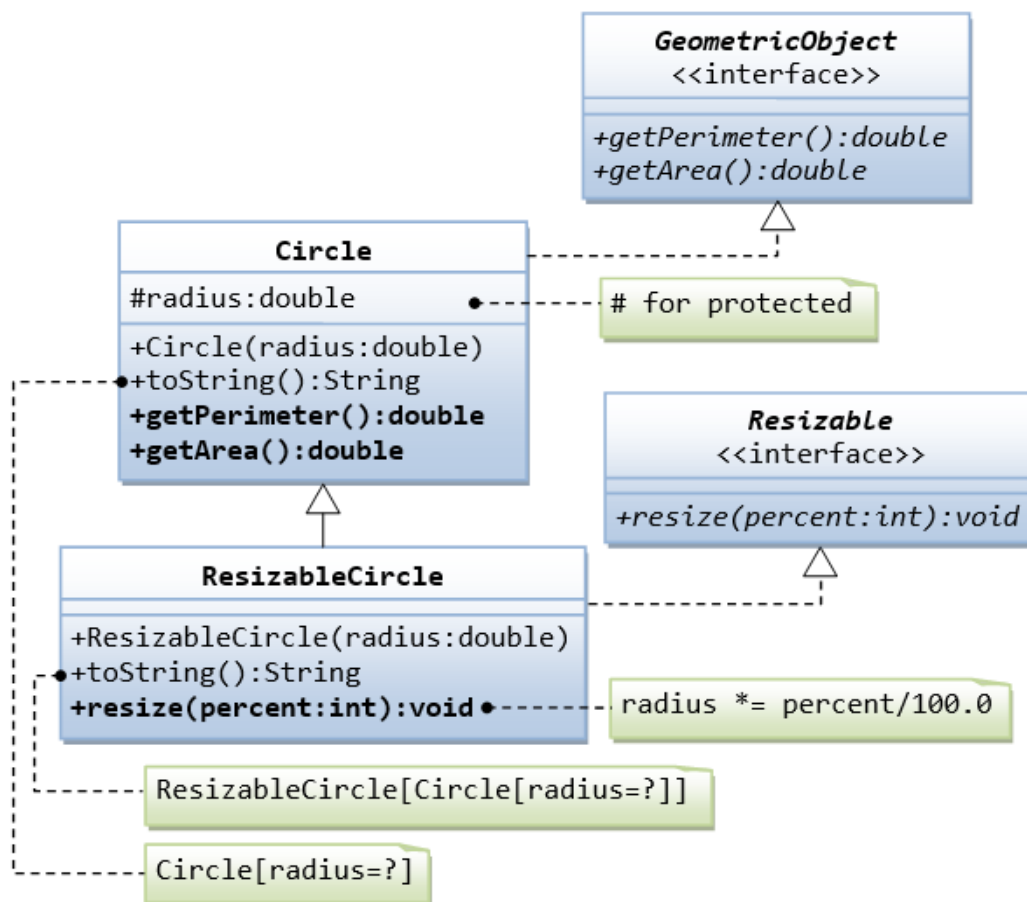 GeometricObject
<<interface>>
+getPerimeter():double
+getArea():double
Circle
#radius:double
# for protected
+Circle(radius:double)
+toString():String
+getPerimeter():double
+getArea():double
Resizable
<<interface>>
+resize(percent:int):void
ResizableCircle
+ResizableCircle(radius:double)
+toString():String
+resize(percent:int):void
radius *= percent/100.0
ResizableCircle[Circle[radius=?]]
Circle[radius=?]